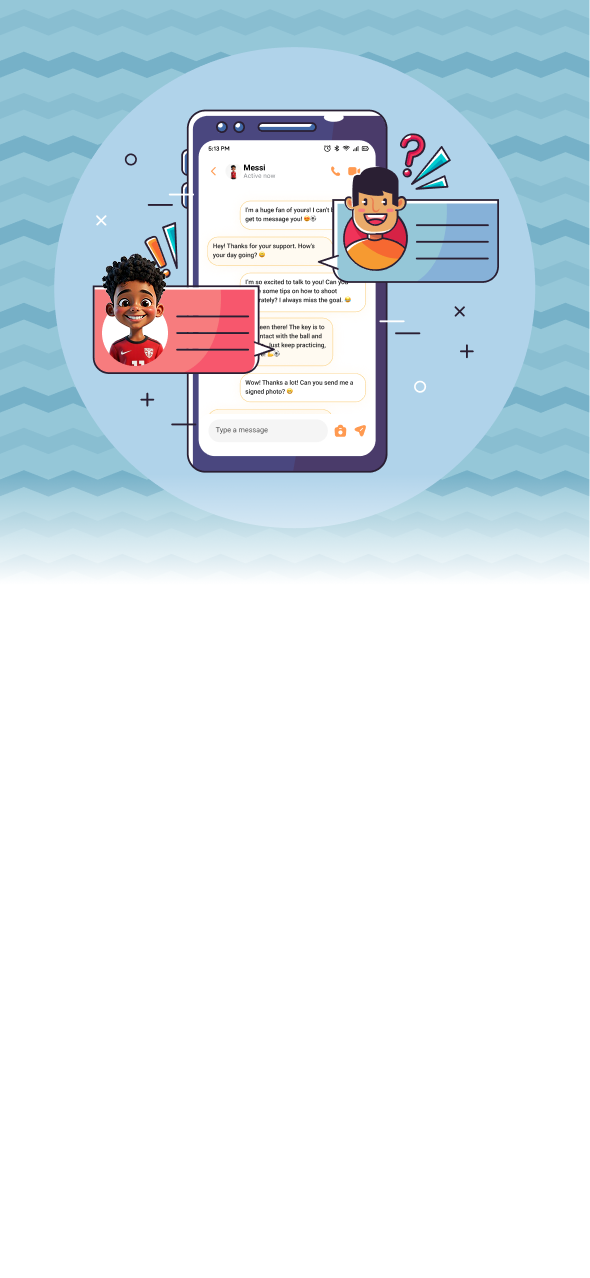 5:13 PM
Messi
Active now
I'm a huge fan of yours! I can't
get to message you!
Hey! Thanks for your support. How's
your day going?
I'm so excited to talk to you! Can you
some tips on how to shoot
I always miss the goal.
there! The key is to
with the ball and
Just keep practicing,
Wow! Thanks a lot! Can you send me a
signed photo?
Type a message
?